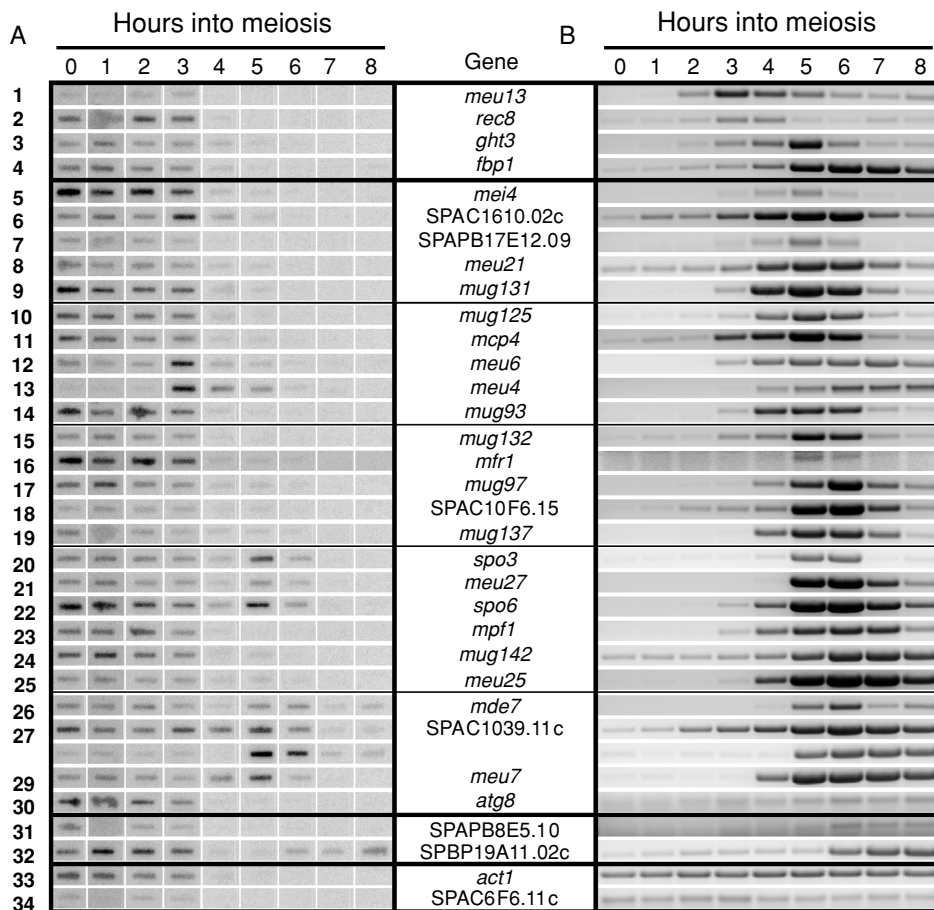 Hours into meiosis
Hours into meiosis
A
B
0 1 2 3 4 5 6 7 8
Gene
0 1 2 3 4 5 6 7 8
1 meu13
2 rec8
3 ght3
4 fbp1
5 mei4
6 SPAC1610.02c
7 SPAPB17E12.09
8 meu21
9 mug131
10 mug125
11 mcp4
12 meu6
13 meu4
14 mug93
15 mug132
16 mfr1
17 mug97
18 SPAC10F6.15
19 mug137
20 spo3
21 meu27
22 spo6
23 mpf1
24 mug142
25 meu25
26 mde7
27 SPAC1039.11c
29 meu7
30 atg8
31 SPAPB8E5.10
32 SPBP19A11.02c
33 act1
34 SPAC6F6.11c